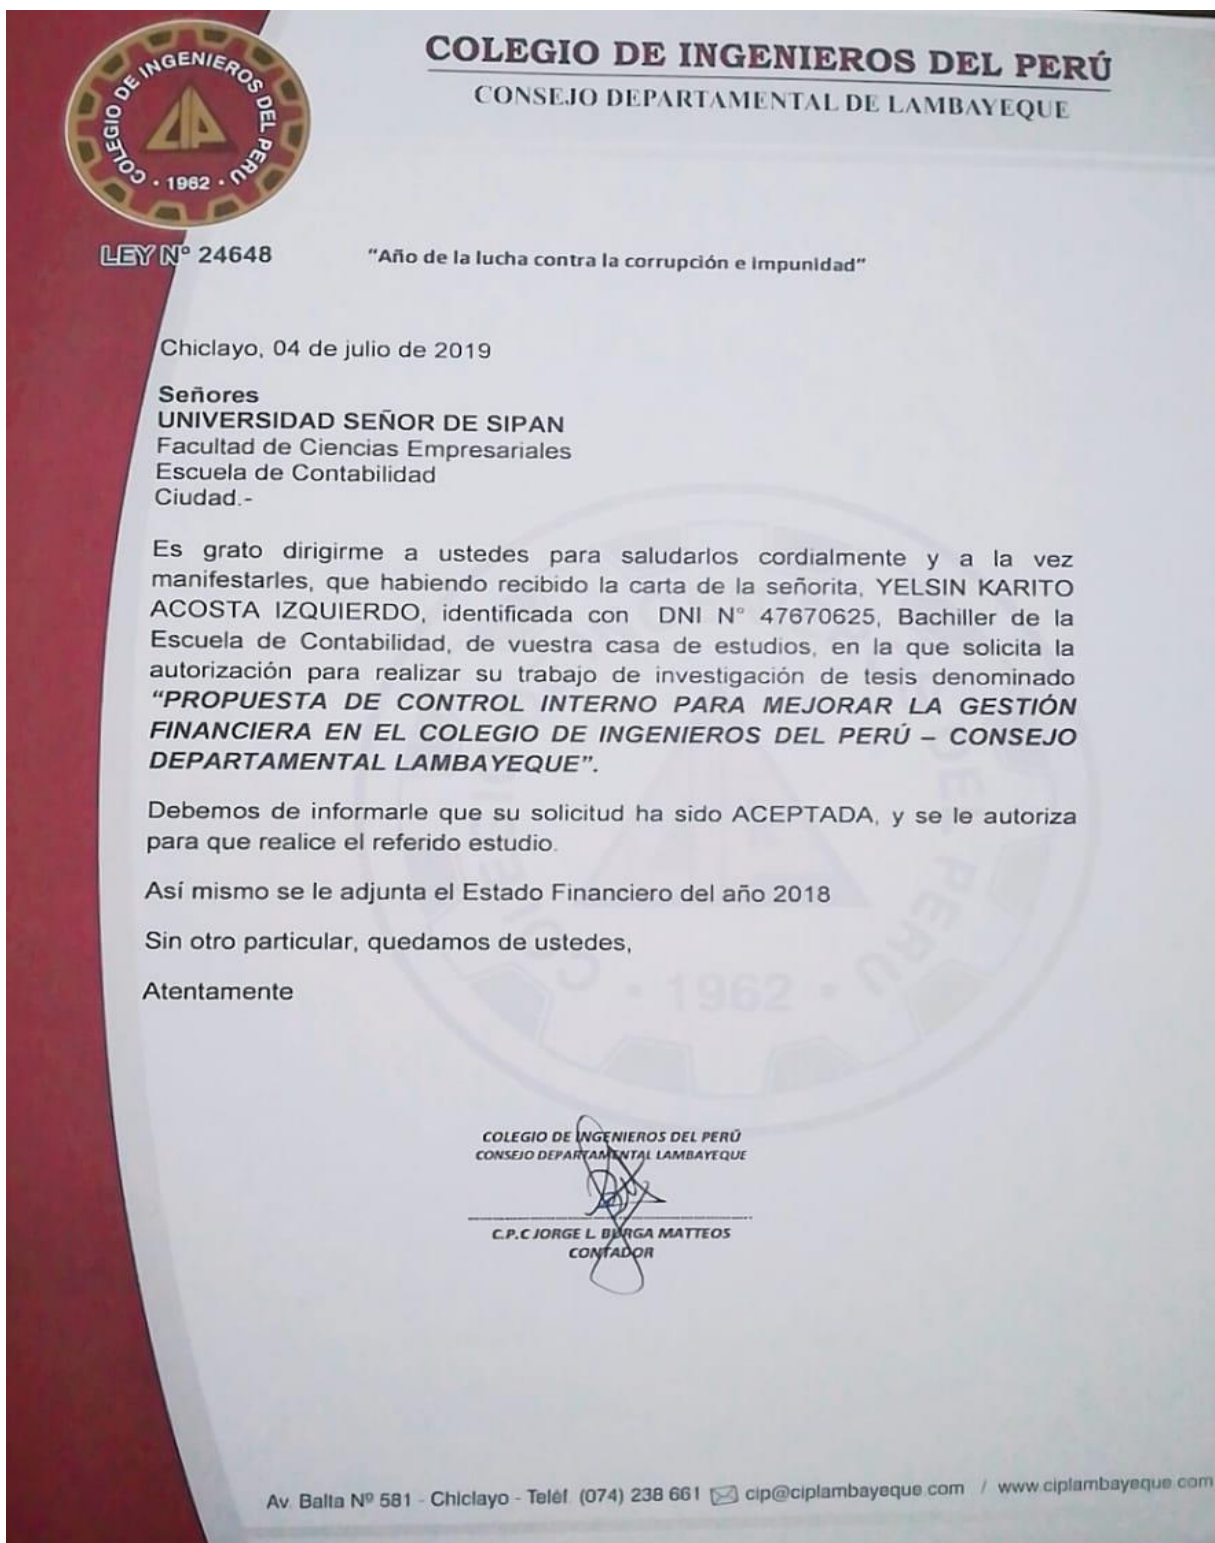 COLEGIO DE INGENIEROS DEL PERÚ
CONSEJO DEPARTAMENTAL DE LAMBAYEQUE
COLEGIO DE INGENIEROS DEL PERU
· 1962 ·
LEY Nº 24648
“Año de la lucha contra la corrupción e impunidad”
Chiclayo, 04 de julio de 2019
Señores
UNIVERSIDAD SEÑOR DE SIPAN
Facultad de Ciencias Empresariales
Escuela de Contabilidad
Ciudad.-
Es grato dirigirme a ustedes para saludarlos cordialmente y a la vez
manifestarles, que habiendo recibido la carta de la señorita, YELSIN KARITO
ACOSTA IZQUIERDO, identificada con DNI N° 47670625, Bachiller de la
Escuela de Contabilidad, de vuestra casa de estudios, en la que solicita la
autorización para realizar su trabajo de investigación de tesis denominado
“PROPUESTA DE CONTROL INTERNO PARA MEJORAR LA GESTIÓN
FINANCIERA EN EL COLEGIO DE INGENIEROS DEL PERÚ – CONSEJO
DEPARTAMENTAL LAMBAYEQUE”.
Debemos de informarle que su solicitud ha sido ACEPTADA, y se le autoriza
para que realice el referido estudio.
Así mismo se le adjunta el Estado Financiero del año 2018
Sin otro particular, quedamos de ustedes,
Atentamente
COLEGIO DE INGENIEROS DEL PERÚ
CONSEJO DEPARTAMENTAL LAMBAYEQUE
C.P.C JORGE L. BURGA MATTEOS
CONTADOR
Av. Balta Nº 581 - Chiclayo - Teléf. (074) 238 661 cip@ciplambayeque.com / www.ciplambayeque.com